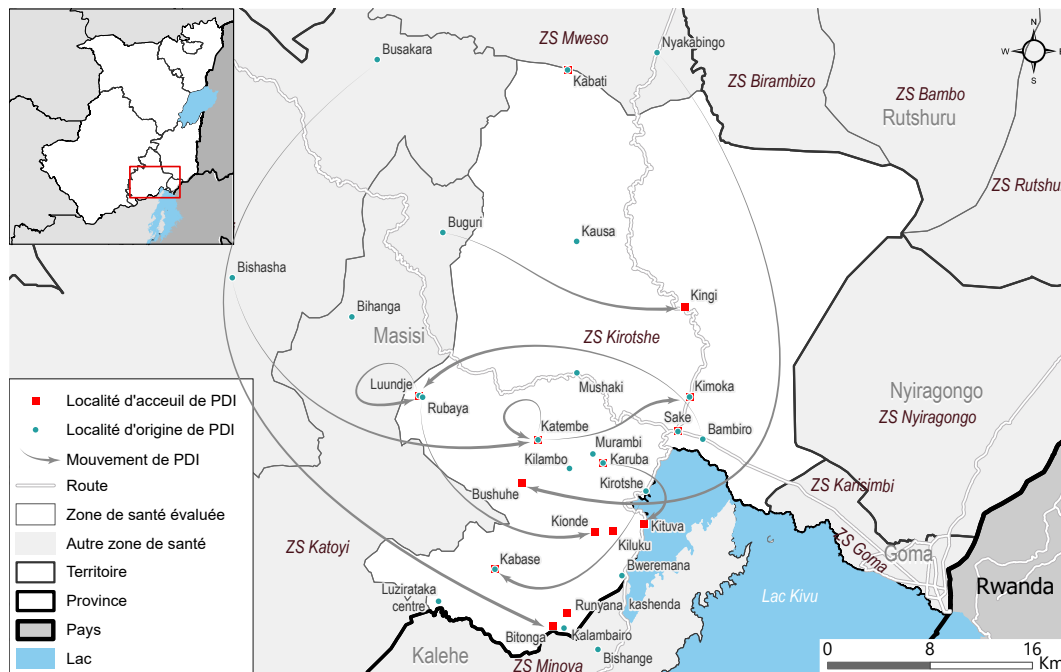 Busakara
ZS Mweso
Nyakabingo
Kabati
ZS Birambizo
N
W
S
ZS Bambo
Rutshuru
ZS Rutshu
Buguri
Kausa
Bishasha
Kingi
Bihanga
Masisi
ZS Kirotshe
Nyiragongo
ZS Nyiragongo
Luundje
Rubaya
Mushaki
Kimoka
Katembe
Sake
Bambiro
Murambi
Kilambo
Karuba
Kirotshe
ZS Karisimbi
Bushuhe
Kionde
Kituva
Kiluku
ZS Goma
Goma
ZS Katoyi
Kabase
Bweremana
Rwanda
Luzirataka
centre
Runyana
kashenda
Lac Kivu
Bitonga
Kalambairo
Kalehe
ZS Minova
Bishange
Localité d'acceuil de PDI
Localité d'origine de PDI
Mouvement de PDI
Route
Zone de santé évaluée
Autre zone de santé
Territoire
Province
Pays
Lac
0 8 16
Km